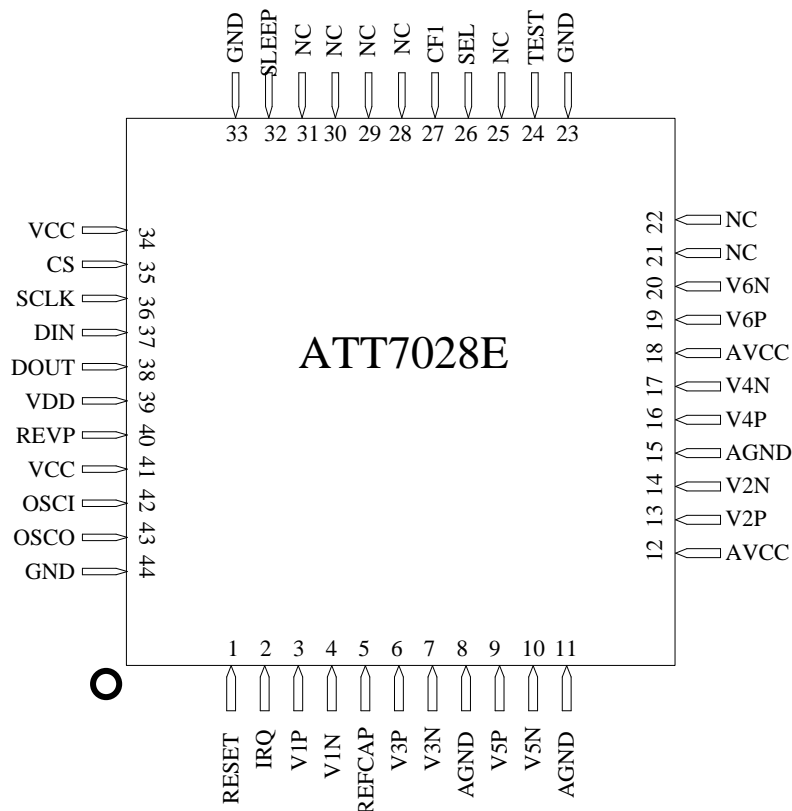 GND SLEEP NC NC NC NC CF1 SEL NC TEST GND
33 32 31 30 29 28 27 26 25 24 23
VCC 34
CS 35
SCLK 36
DIN 37
DOUT 38
VDD 39
REVP 40
VCC 41
OSCI 42
OSCO 43
GND 44
ATT7028E
22 NC
21 NC
20 V6N
19 V6P
18 AVCC
17 V4N
16 V4P
15 AGND
14 V2N
13 V2P
12 AVCC
1 2 3 4 5 6 7 8 9 10 11
RESET IRQ V1P V1N REFCAP V3P V3N AGND V5P V5N AGND